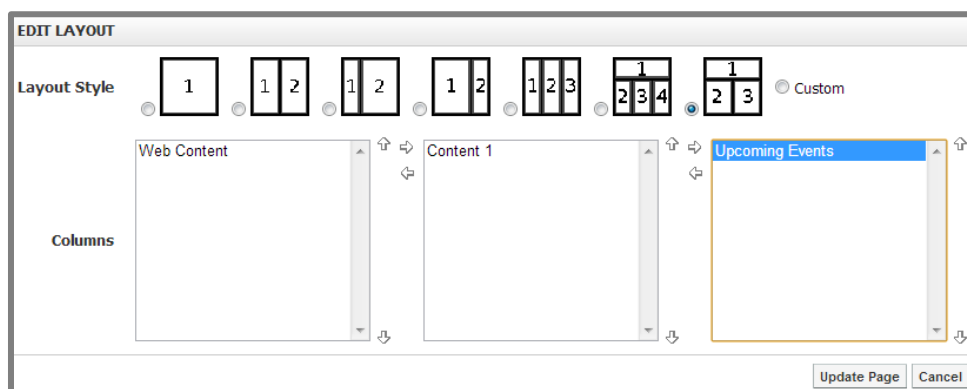 EDIT LAYOUT
Layout Style
1
1 2
1 2
1 2
1 2 3
1
2 3 4
1
2 3
Custom
Columns
Web Content
Content 1
Upcoming Events
Update Page
Cancel